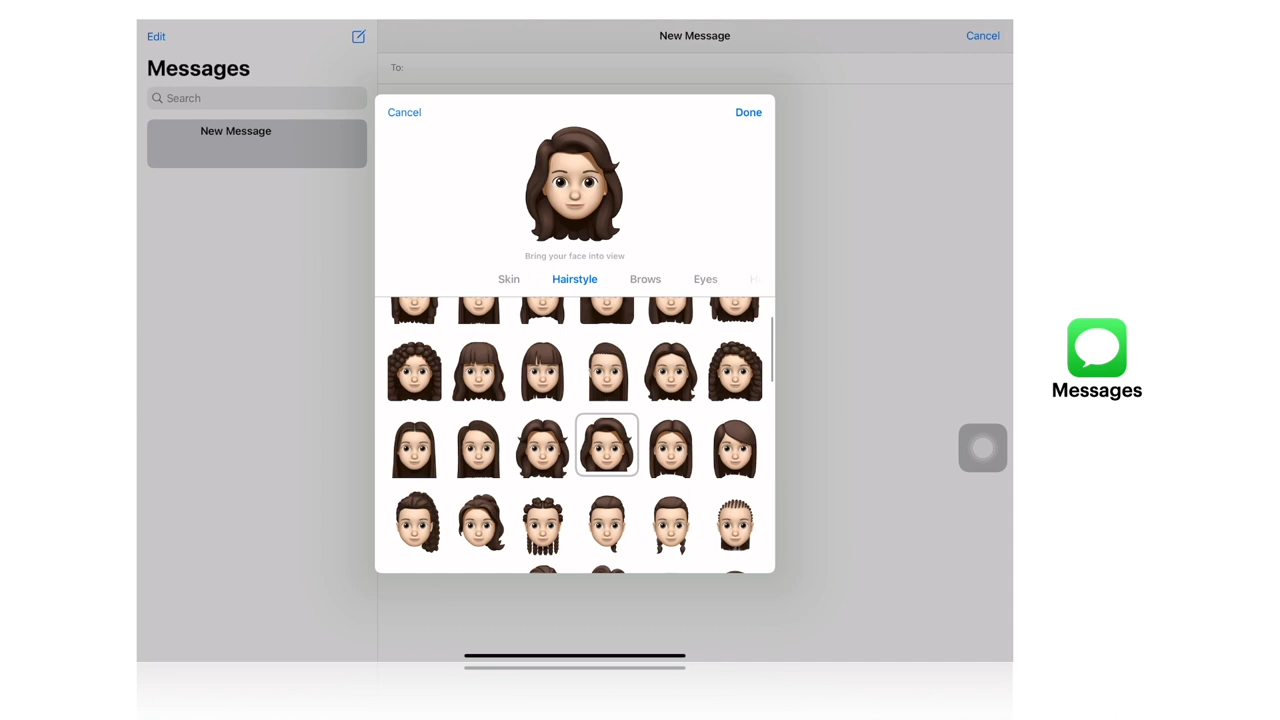 Edit
New Message
Cancel
Messages
To:
Search
New Message
Cancel
Done
Bring your face into view
Skin
Hairstyle
Brows
Eyes
Messages